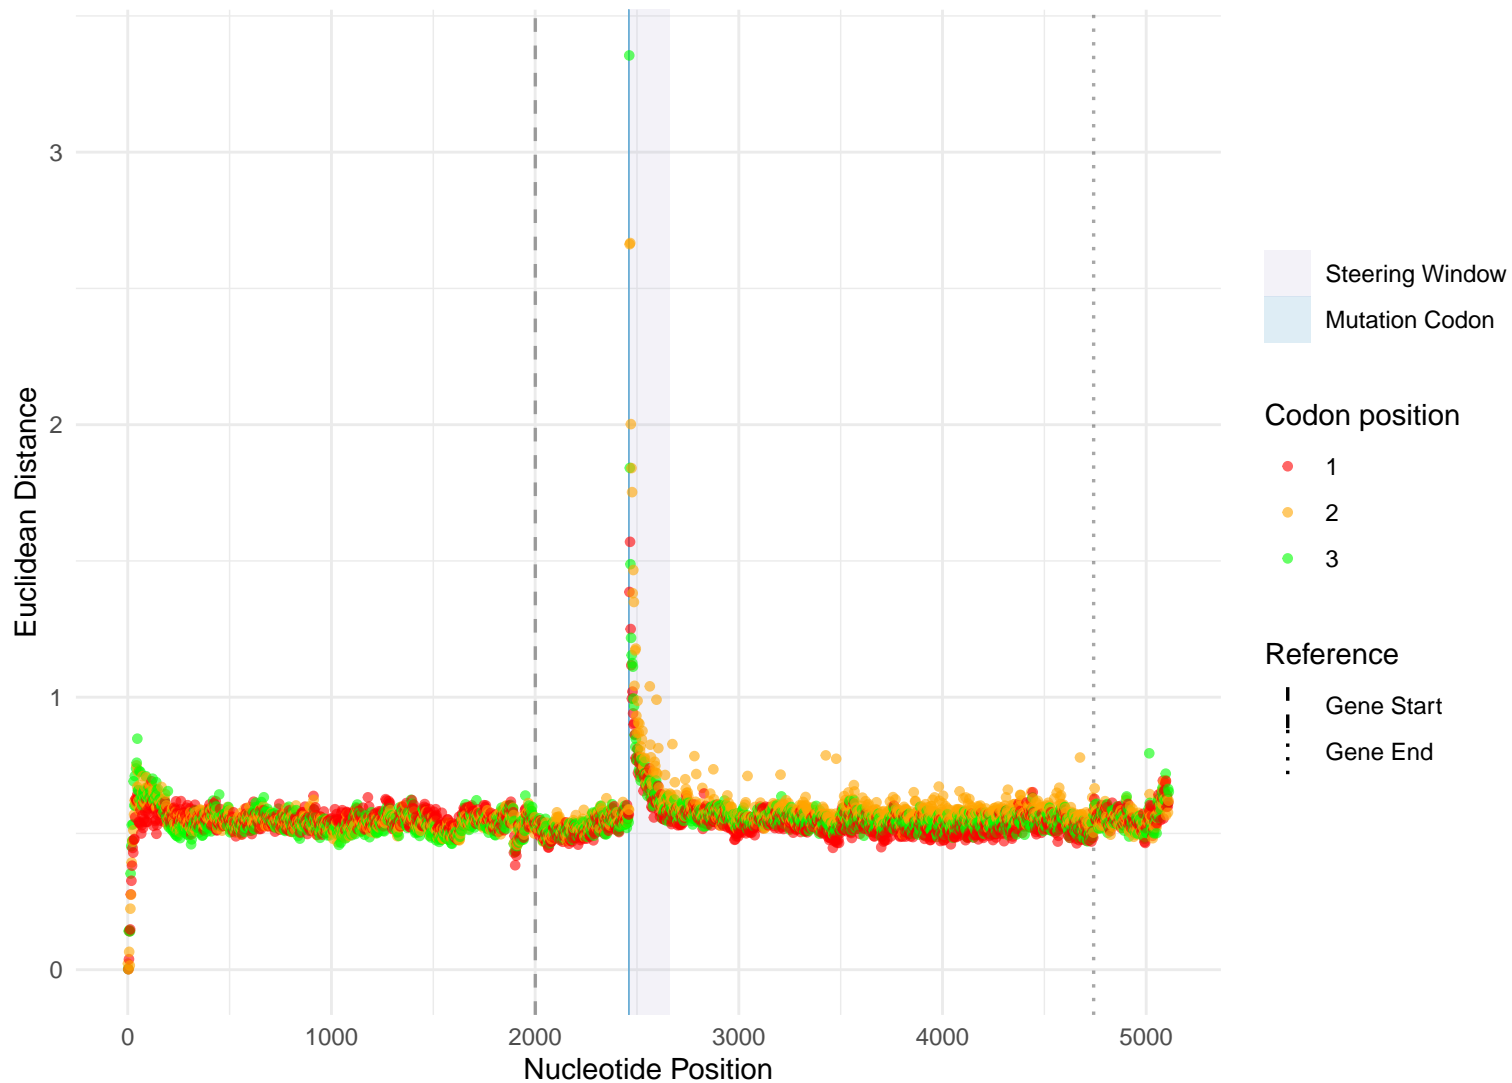 3
2
1
0
Euclidean Distance
0
1000
2000
3000
4000
5000
Nucleotide Position
Steering Window
Mutation Codon
Codon position
1
2
3
Reference
Gene Start
Gene End